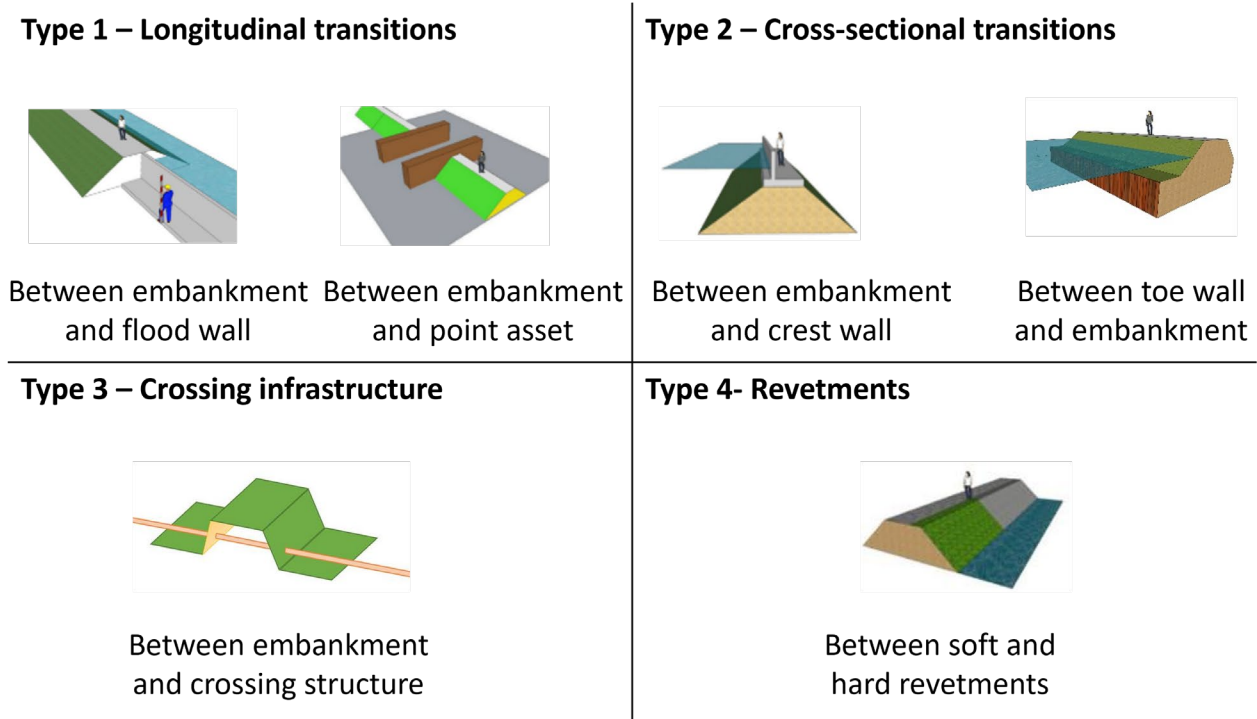 Type 1 – Longitudinal transitions
Between embankment
and flood wall
Between embankment
and point asset
Type 2 – Cross-sectional transitions
Between embankment
and crest wall
Between toe wall
and embankment
Type 3 – Crossing infrastructure
Between embankment
and crossing structure
Type 4- Revetments
Between soft and
hard revetments